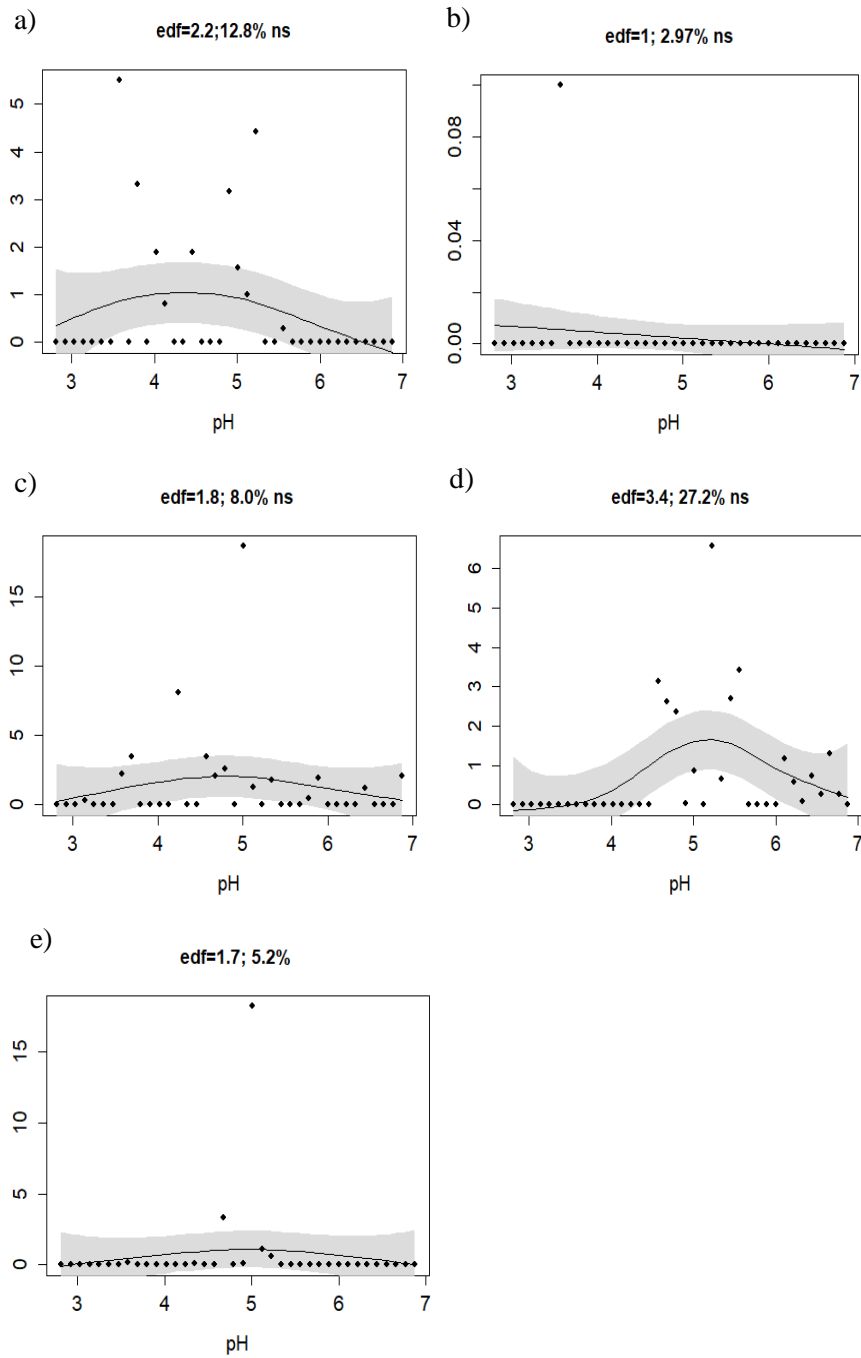 a)
edf=2.2;12.8% ns
5
4
3
2
1
0
3 4 5 6 7
pH
b)
edf=1; 2.97% ns
0.08
0.04
0.00
3 4 5 6 7
pH
c)
edf=1.8; 8.0% ns
15
10
5
0
3 4 5 6 7
pH
d)
edf=3.4; 27.2% ns
6
5
4
3
2
1
0
3 4 5 6 7
pH
e)
edf=1.7; 5.2%
15
10
5
0
3 4 5 6 7
pH